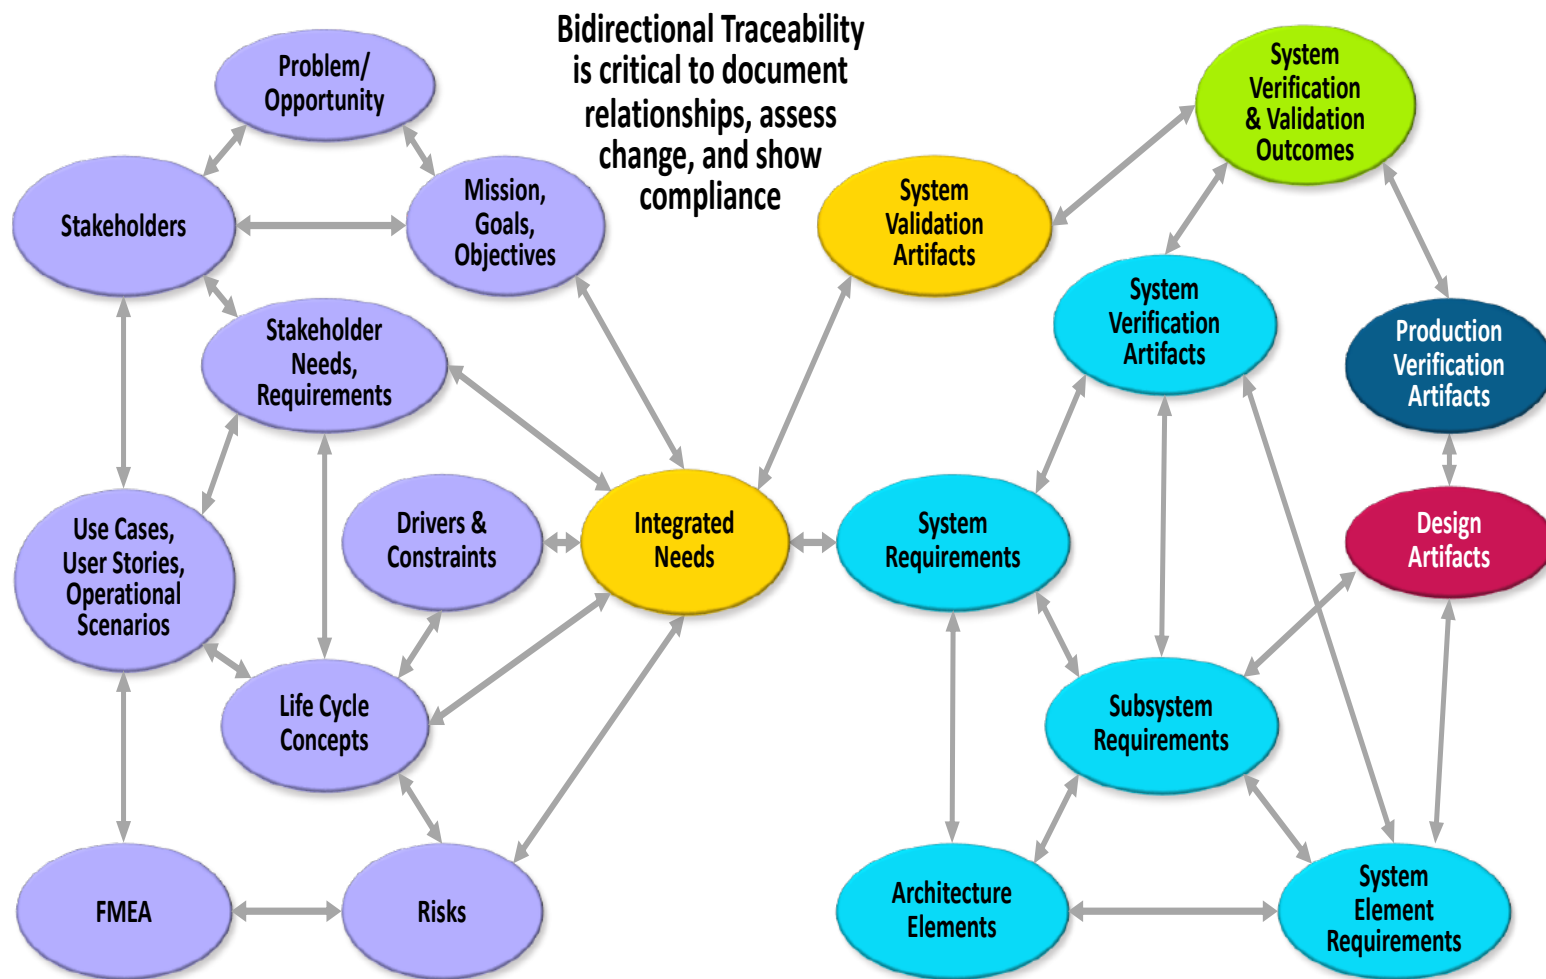 Bidirectional Traceability
is critical to document
relationships, assess
change, and show
compliance
Problem/
Opportunity
Stakeholders
Mission,
Goals,
Objectives
Stakeholder
Needs,
Requirements
Use Cases,
User Stories,
Operational
Scenarios
Drivers &
Constraints
Life Cycle
Concepts
FMEA
Risks
Integrated
Needs
System
Validation
Artifacts
System
Verification
& Validation
Outcomes
System
Verification
Artifacts
Production
Verification
Artifacts
System
Requirements
Design
Artifacts
Subsystem
Requirements
Architecture
Elements
System
Element
Requirements